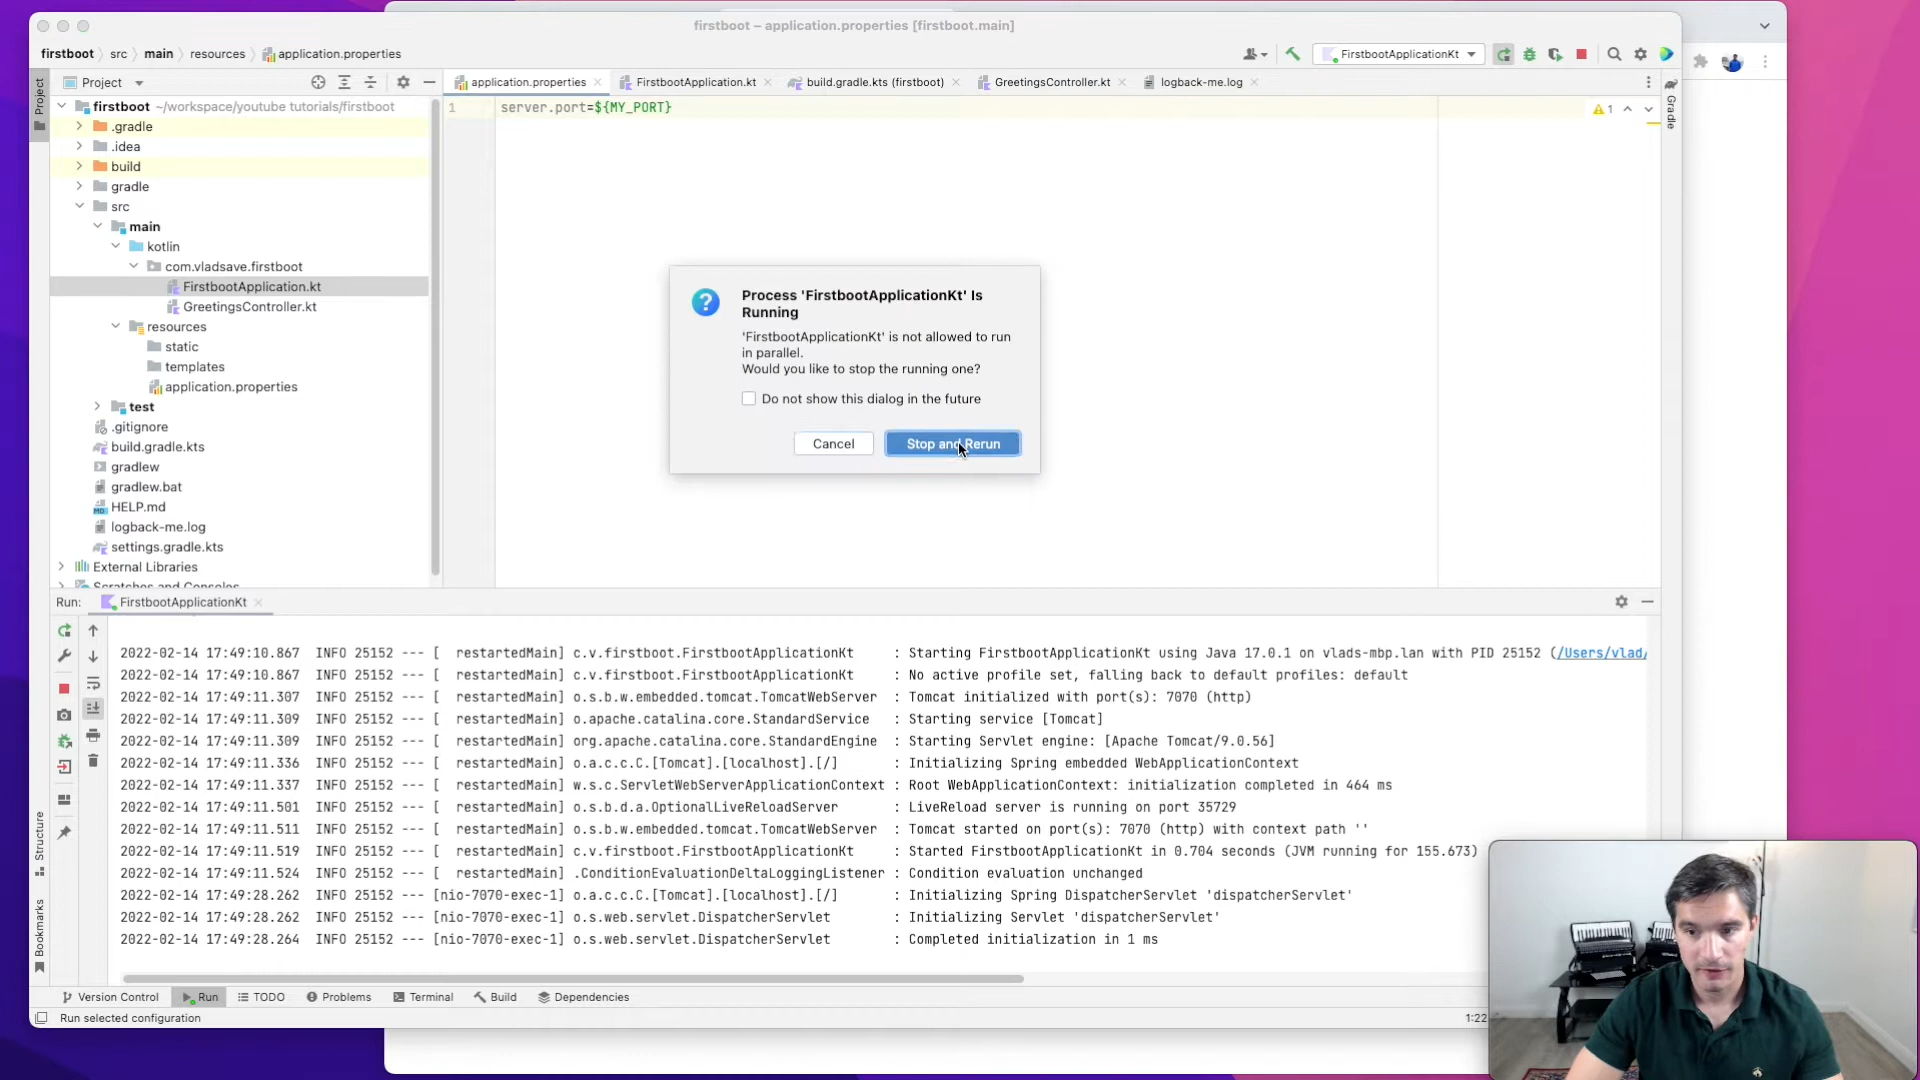 firstboot – application.properties [firstboot.main]
firstboot
src
main
resources
application.properties
FirstbootApplicationKt
Project
Project
application.properties
FirstbootApplication.kt
build.gradle.kts (firstboot)
GreetingsController.kt
logback-me.log
Gradle
firstboot ~/workspace/youtube tutorials/firstboot
.gradle
.idea
build
gradle
src
main
kotlin
com.vladsave.firstboot
FirstbootApplication.kt
GreetingsController.kt
resources
static
templates
application.properties
test
.gitignore
build.gradle.kts
gradlew
gradlew.bat
HELP.md
logback-me.log
settings.gradle.kts
External Libraries
Scratches and Consoles
1
server.port=${MY_PORT}
1
Process 'FirstbootApplicationKt' Is
Running
'FirstbootApplicationKt' is not allowed to run
in parallel.
Would you like to stop the running one?
Do not show this dialog in the future
Cancel
Stop and Rerun
Run:
FirstbootApplicationKt
2022-02-14 17:49:10.867  INFO 25152 --- [  restartedMain] c.v.firstboot.FirstbootApplicationKt     : Starting FirstbootApplicationKt using Java 17.0.1 on vlads-mbp.lan with PID 25152 (/Users/vlad/
2022-02-14 17:49:10.867  INFO 25152 --- [  restartedMain] c.v.firstboot.FirstbootApplicationKt     : No active profile set, falling back to default profiles: default
2022-02-14 17:49:11.307  INFO 25152 --- [  restartedMain] o.s.b.w.embedded.tomcat.TomcatWebServer  : Tomcat initialized with port(s): 7070 (http)
2022-02-14 17:49:11.309  INFO 25152 --- [  restartedMain] o.apache.catalina.core.StandardService   : Starting service [Tomcat]
2022-02-14 17:49:11.309  INFO 25152 --- [  restartedMain] org.apache.catalina.core.StandardEngine  : Starting Servlet engine: [Apache Tomcat/9.0.56]
2022-02-14 17:49:11.336  INFO 25152 --- [  restartedMain] o.a.c.c.C.[Tomcat].[localhost].[/]       : Initializing Spring embedded WebApplicationContext
2022-02-14 17:49:11.337  INFO 25152 --- [  restartedMain] w.s.c.ServletWebServerApplicationContext : Root WebApplicationContext: initialization completed in 464 ms
2022-02-14 17:49:11.501  INFO 25152 --- [  restartedMain] o.s.b.d.a.OptionalLiveReloadServer       : LiveReload server is running on port 35729
2022-02-14 17:49:11.511  INFO 25152 --- [  restartedMain] o.s.b.w.embedded.tomcat.TomcatWebServer  : Tomcat started on port(s): 7070 (http) with context path ''
2022-02-14 17:49:11.519  INFO 25152 --- [  restartedMain] c.v.firstboot.FirstbootApplicationKt     : Started FirstbootApplicationKt in 0.704 seconds (JVM running for 155.673)
2022-02-14 17:49:11.524  INFO 25152 --- [  restartedMain] .ConditionEvaluationDeltaLoggingListener : Condition evaluation unchanged
2022-02-14 17:49:28.262  INFO 25152 --- [nio-7070-exec-1] o.a.c.c.C.[Tomcat].[localhost].[/]       : Initializing Spring DispatcherServlet 'dispatcherServlet'
2022-02-14 17:49:28.262  INFO 25152 --- [nio-7070-exec-1] o.s.web.servlet.DispatcherServlet        : Initializing Servlet 'dispatcherServlet'
2022-02-14 17:49:28.264  INFO 25152 --- [nio-7070-exec-1] o.s.web.servlet.DispatcherServlet        : Completed initialization in 1 ms
Structure
Bookmarks
Version Control
Run
TODO
Problems
Terminal
Build
Dependencies
Run selected configuration
1:22